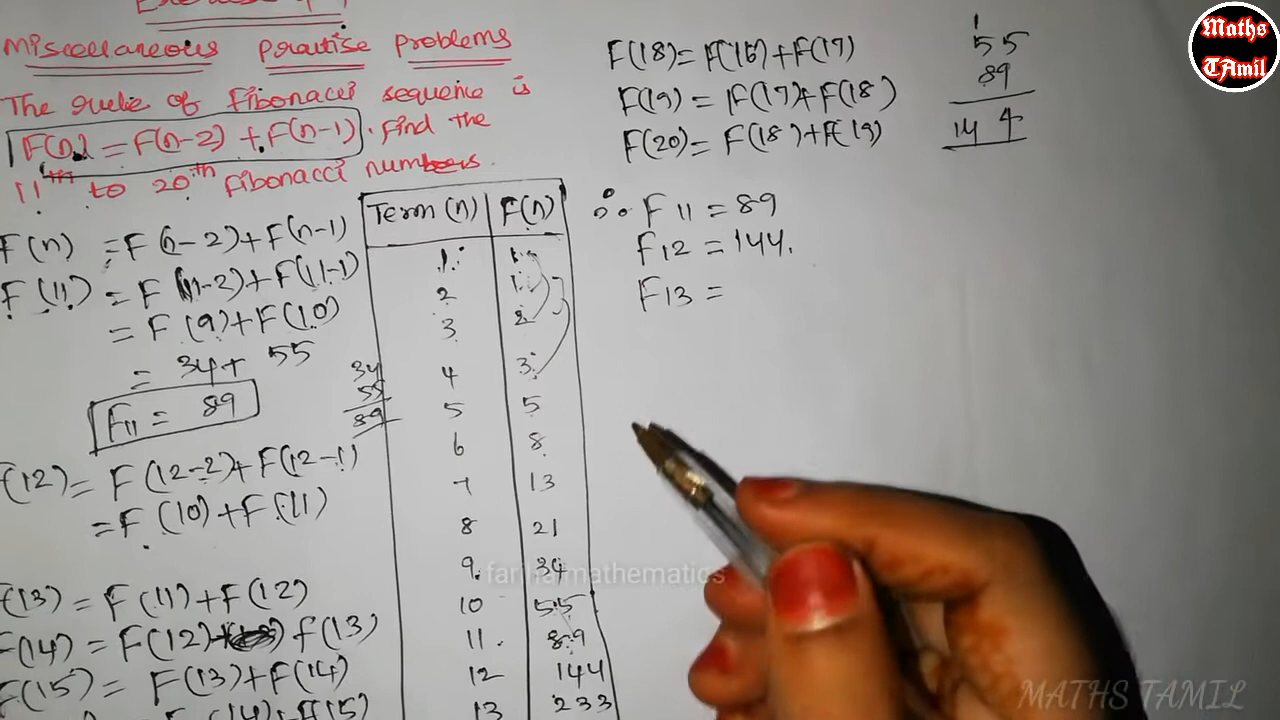 Miscellaneous Practise Problems
The rule of Fibonacci sequence is
F(n) = F(n-2) + F(n-1). Find the
11th to 20th Fibonacci numbers.
F(n) = F(n-2)+F(n-1)
F(11) = F(11-2)+F(11-1)
= F(9)+F(10)
= 34+ 55
F11 = 89
34
55
89
(12)= F(12-2)+F(12-1)
=F(10)+F(11)
(13) = F(11)+F(12)
F(14) = F(12)+ f(13)
F(15) = F(13)+F(14)
Term (n) F(n)
1. 1.
2 1.
3 2
4 3.
5 5
6 8
7 13
8 21
9. 34
10 55
11. 89
12 144
13 233
F(18)= F(16)+F(17)
F(19) = F(17)+F(18)
F(20)= F(18)+F(19)
1
55
89
14 4
∴ F11 = 89
F12 = 144.
F13 =
Maths
TAmil
mathematics
MATHS TAMIL